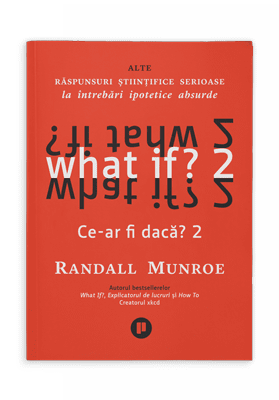 ALTE
RĂSPUNSURI ȘTIINȚIFICE SERIOASE
la întrebări ipotetice absurde
what if? 2
what if? 2
what if? 2
Ce-ar fi dacă? 2
RANDALL MUNROE
Autorul bestsellerelor
What If?, Explicatorul de lucruri și How To
Creatorul skcd
p